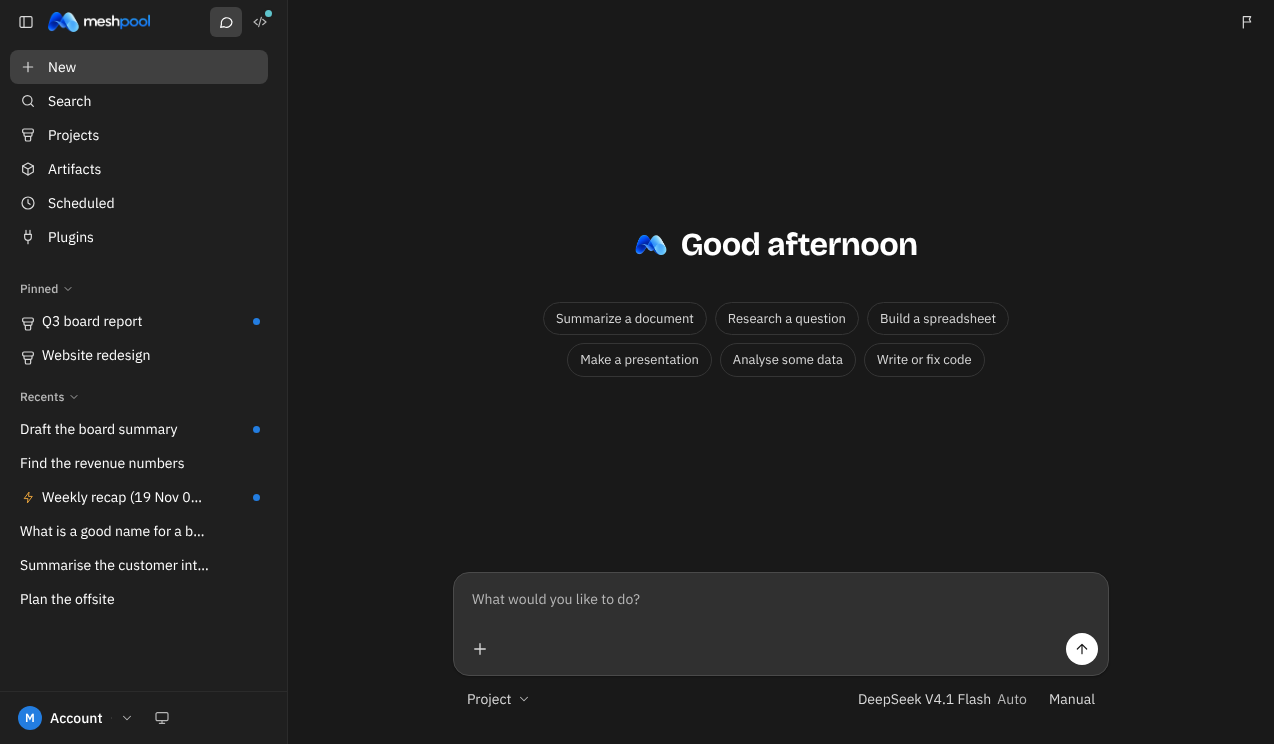 meshpool
New
Search
Projects
Artifacts
Scheduled
Plugins
Pinned
Q3 board report
Website redesign
Recents
Draft the board summary
Find the revenue numbers
Weekly recap (19 Nov 0...
What is a good name for a b...
Summarise the customer int...
Plan the offsite
M Account
Good afternoon
Summarize a document Research a question Build a spreadsheet
Make a presentation Analyse some data Write or fix code
What would you like to do?
Project DeepSeek V4.1 Flash Auto Manual